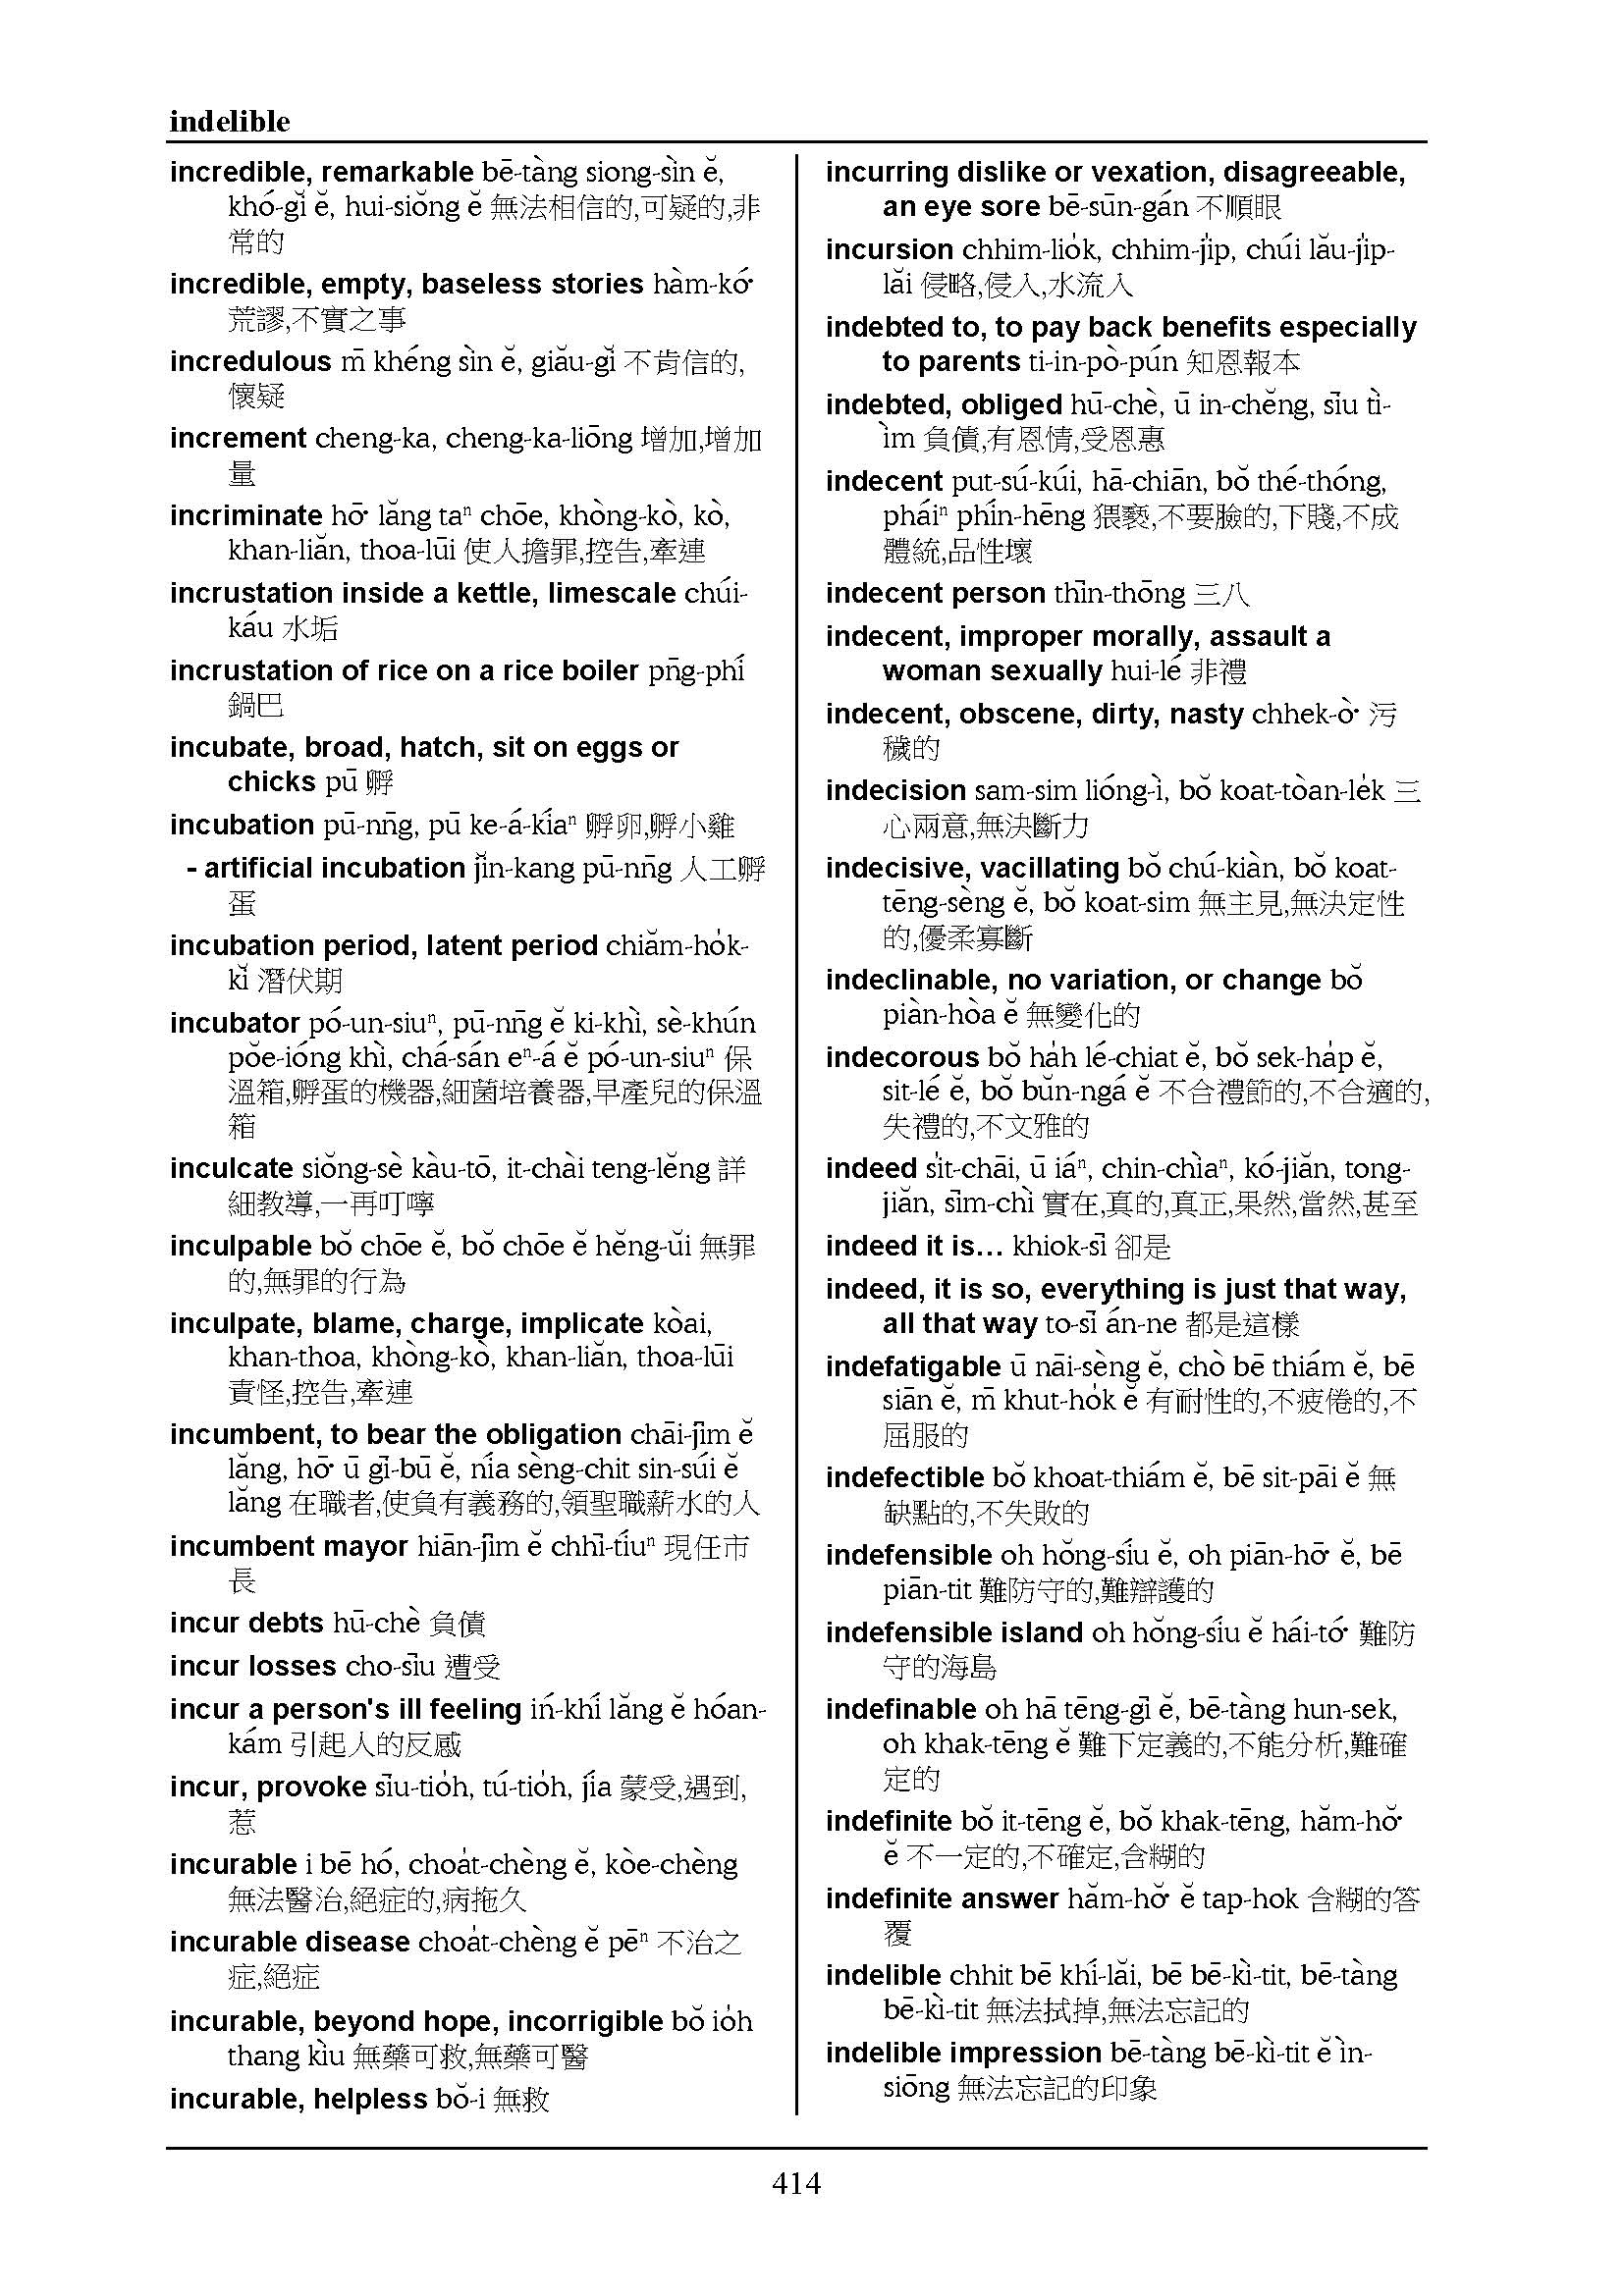 indelible
incredible, remarkable bē-tàng siong-sìn ĕ,
khó-gĭ ĕ, hui-siŏng ĕ 無法相信的,可疑的,非
常的
incredible, empty, baseless stories hàm-kó͘
荒謬,不實之事
incredulous m̄ khéng sìn ĕ, giău-gĭ 不肯信的,
懷疑
increment cheng-ka, cheng-ka-liōng 增加,增加
量
incriminate hō͘ lăng taⁿ chōe, khòng-kò, kò,
khan-liăn, thoa-lūi 使人擔罪,控告,牽連
incrustation inside a kettle, limescale chúi-
káu 水垢
incrustation of rice on a rice boiler pn̄g-phí
鍋巴
incubate, broad, hatch, sit on eggs or
chicks pū 孵
incubation pū-nn̄g, pū ke-á-kíaⁿ 孵卵,孵小雞
- artificial incubation jĭn-kang pū-nn̄g 人工孵
蛋
incubation period, latent period chiăm-ho̍k-
kĭ 潛伏期
incubator pó-un-siuⁿ, pū-nn̄g ĕ ki-khì, sè-khún
pŏe-ióng khì, chá-sán eⁿ-á ĕ pó-un-siuⁿ 保
溫箱,孵蛋的機器,細菌培養器,早產兒的保溫
箱
inculcate siŏng-sè kàu-tō, it-chài teng-lĕng 詳
細教導,一再叮嚀
inculpable bŏ chōe ĕ, bŏ chōe ĕ hĕng-ŭi 無罪
的,無罪的行為
inculpate, blame, charge, implicate kòai,
khan-thoa, khòng-kò, khan-liăn, thoa-lūi
責怪,控告,牽連
incumbent, to bear the obligation chāi-jīm ĕ
lăng, hō͘ ū gī-bū ĕ, nía sèng-chit sin-súi ĕ
lăng 在職者,使負有義務的,領聖職薪水的人
incumbent mayor hiān-jīm ĕ chhī-tíuⁿ 現任市
長
incur debts hū-chè 負債
incur losses cho-sīu 遭受
incur a person's ill feeling ín-khí lăng ĕ hóan-
kám 引起人的反感
incur, provoke sīu-tio̍h, tú-tio̍h, jía 蒙受,遇到,
惹
incurable i bē hó, choa̍t-chèng ĕ, kòe-chèng
無法醫治,絕症的,病拖久
incurable disease choa̍t-chèng ĕ pēⁿ 不治之
症,絕症
incurable, beyond hope, incorrigible bŏ io̍h
thang kìu 無藥可救,無藥可醫
incurable, helpless bŏ-i 無救
incurring dislike or vexation, disagreeable,
an eye sore bē-sūn-gán 不順眼
incursion chhim-lio̍k, chhim-ji̍p, chúi lău-ji̍p-
lăi 侵略,侵入,水流入
indebted to, to pay back benefits especially
to parents ti-in-pò-pún 知恩報本
indebted, obliged hū-chè, ū in-chĕng, sīu tì-
ìm 負債,有恩情,受恩惠
indecent put-sú-kúi, hā-chiān, bŏ thé-thóng,
pháiⁿ phín-hēng 猥褻,不要臉的,下賤,不成
體統,品性壞
indecent person thīn-thōng 三八
indecent, improper morally, assault a
woman sexually hui-lé 非禮
indecent, obscene, dirty, nasty chhek-ò͘ 污
穢的
indecision sam-sim lióng-ì, bŏ koat-tòan-le̍k 三
心兩意,無決斷力
indecisive, vacillating bŏ chú-kiàn, bŏ koat-
tēng-sèng ĕ, bŏ koat-sim 無主見,無決定性
的,優柔寡斷
indeclinable, no variation, or change bŏ
piàn-hòa ĕ 無變化的
indecorous bŏ ha̍h lé-chiat ĕ, bŏ sek-ha̍p ĕ,
sit-lé ĕ, bŏ bŭn-ngá ĕ 不合禮節的,不合適的,
失禮的,不文雅的
indeed si̍t-chāi, ū iáⁿ, chin-chìaⁿ, kó-jiăn, tong-
jiăn, sīm-chì 實在,真的,真正,果然,當然,甚至
indeed it is… khiok-sī 卻是
indeed, it is so, everything is just that way,
all that way to-sī án-ne 都是這樣
indefatigable ū nāi-sèng ĕ, chò bē thiám ĕ, bē
siān ĕ, m̄ khut-ho̍k ĕ 有耐性的,不疲倦的,不
屈服的
indefectible bŏ khoat-thiám ĕ, bē sit-pāi ĕ 無
缺點的,不失敗的
indefensible oh hŏng-síu ĕ, oh piān-hō͘ ĕ, bē
piān-tit 難防守的,難辯護的
indefensible island oh hŏng-síu ĕ hái-tó͘ 難防
守的海島
indefinable oh hā tēng-gī ĕ, bē-tàng hun-sek,
oh khak-tēng ĕ 難下定義的,不能分析,難確
定的
indefinite bŏ it-tēng ĕ, bŏ khak-tēng, hăm-hŏ͘
ĕ 不一定的,不確定,含糊的
indefinite answer hăm-hŏ͘ ĕ tap-hok 含糊的答
覆
indelible chhit bē khí-lăi, bē bē-kì-tit, bē-tàng
bē-kì-tit 無法拭掉,無法忘記的
indelible impression bē-tàng bē-kì-tit ĕ ìn-
siōng 無法忘記的印象
414